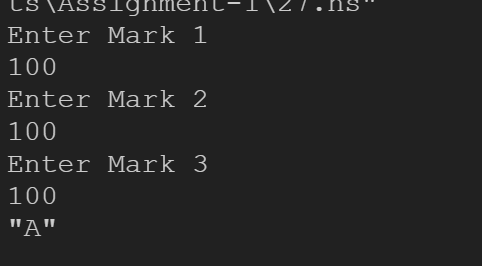 ts\Assignment-1\27.hs"
Enter Mark 1
100
Enter Mark 2
100
Enter Mark 3
100
"A"